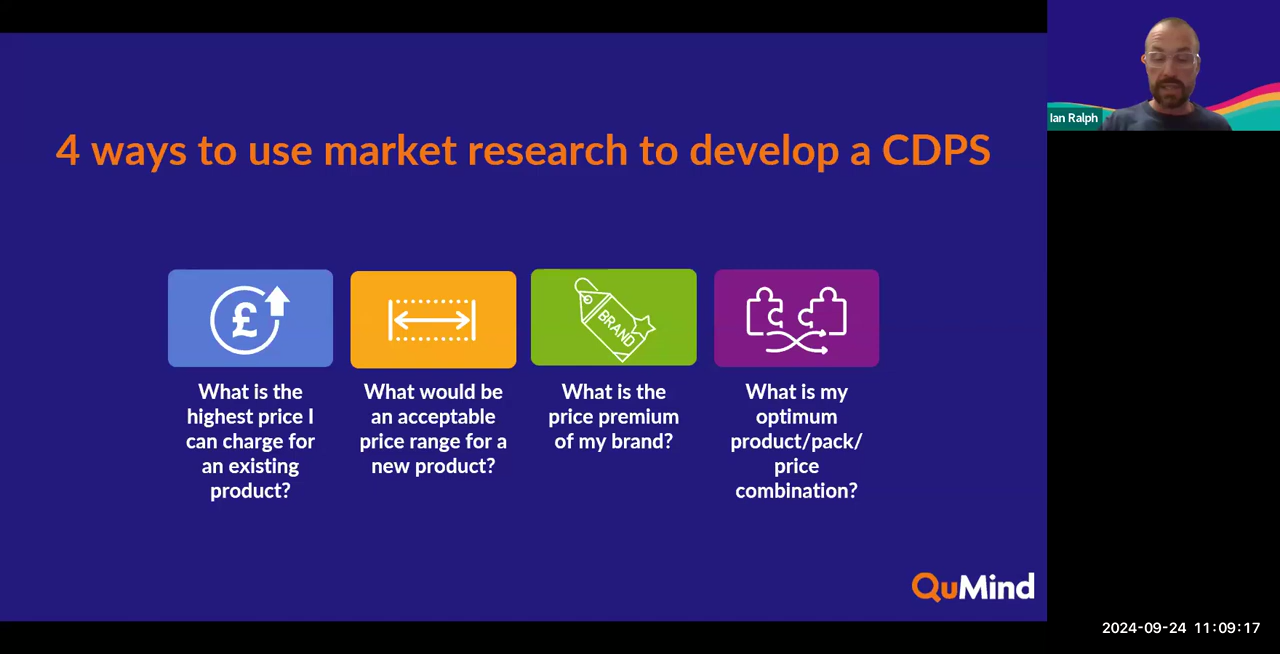 4 ways to use market research to develop a CDPS
Ian Ralph
£
BRAND
What is the
highest price I
can charge for
an existing
product?
What would be
an acceptable
price range for a
new product?
What is the
price premium
of my brand?
What is my
optimum
product/pack/
price
combination?
QuMind
2024-09-24 11:09:17